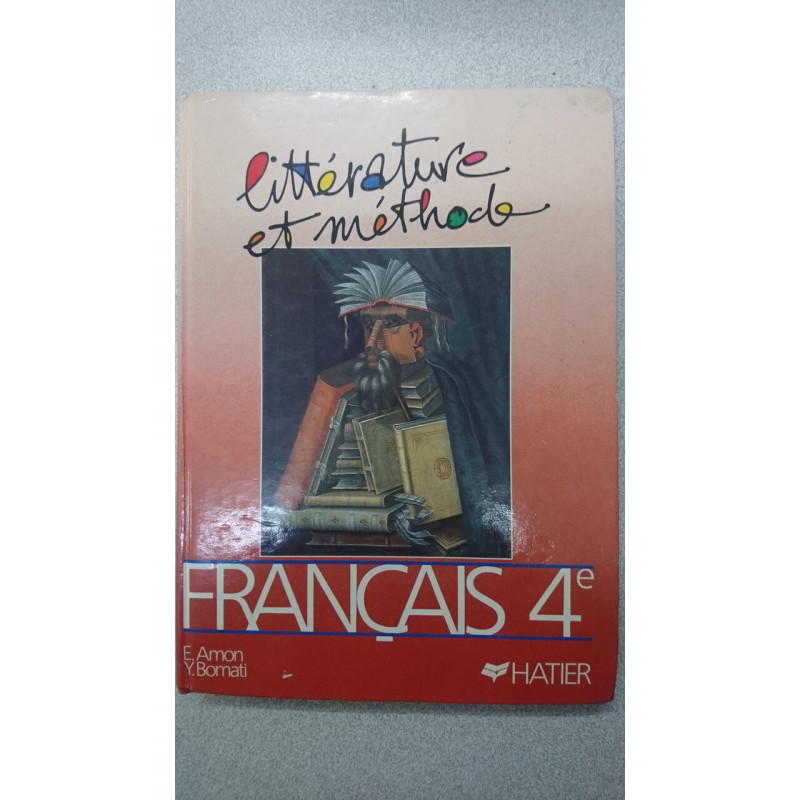 littérature
et méthode
FRANÇAIS 4e
E. Amon
Y. Bomati
HATIER